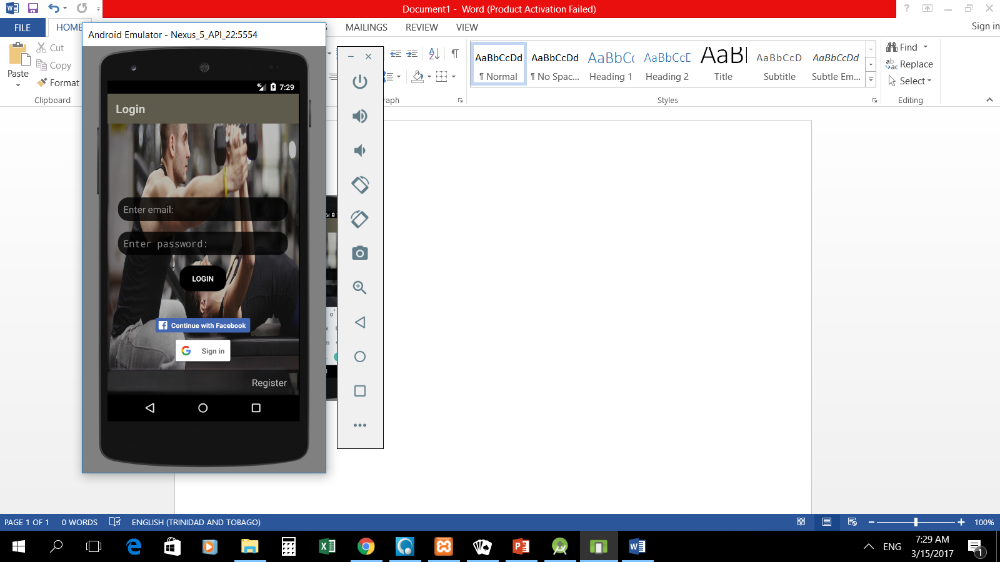 Document1 - Word (Product Activation Failed)
FILE
HOME
MAILINGS
REVIEW
VIEW
Sign in
Android Emulator - Nexus_5_API_22:5554
Paste
Cut
Copy
Format
Clipboard
AaBbCcDd
¶ Normal
AaBbCcDd
¶ No Spac...
AaBbCc
Heading 1
AaBbCcD
Heading 2
AaBl
Title
AaBbCcD
Subtitle
AaBbCcDd
Subtle Em...
Styles
Find
Replace
Select
Editing
4G
7:29
Login
Enter email:
Enter password:
LOGIN
Continue with Facebook
Sign in
Register
PAGE 1 OF 1
0 WORDS
ENGLISH (TRINIDAD AND TOBAGO)
100%
ENG
7:29 AM
3/15/2017
1